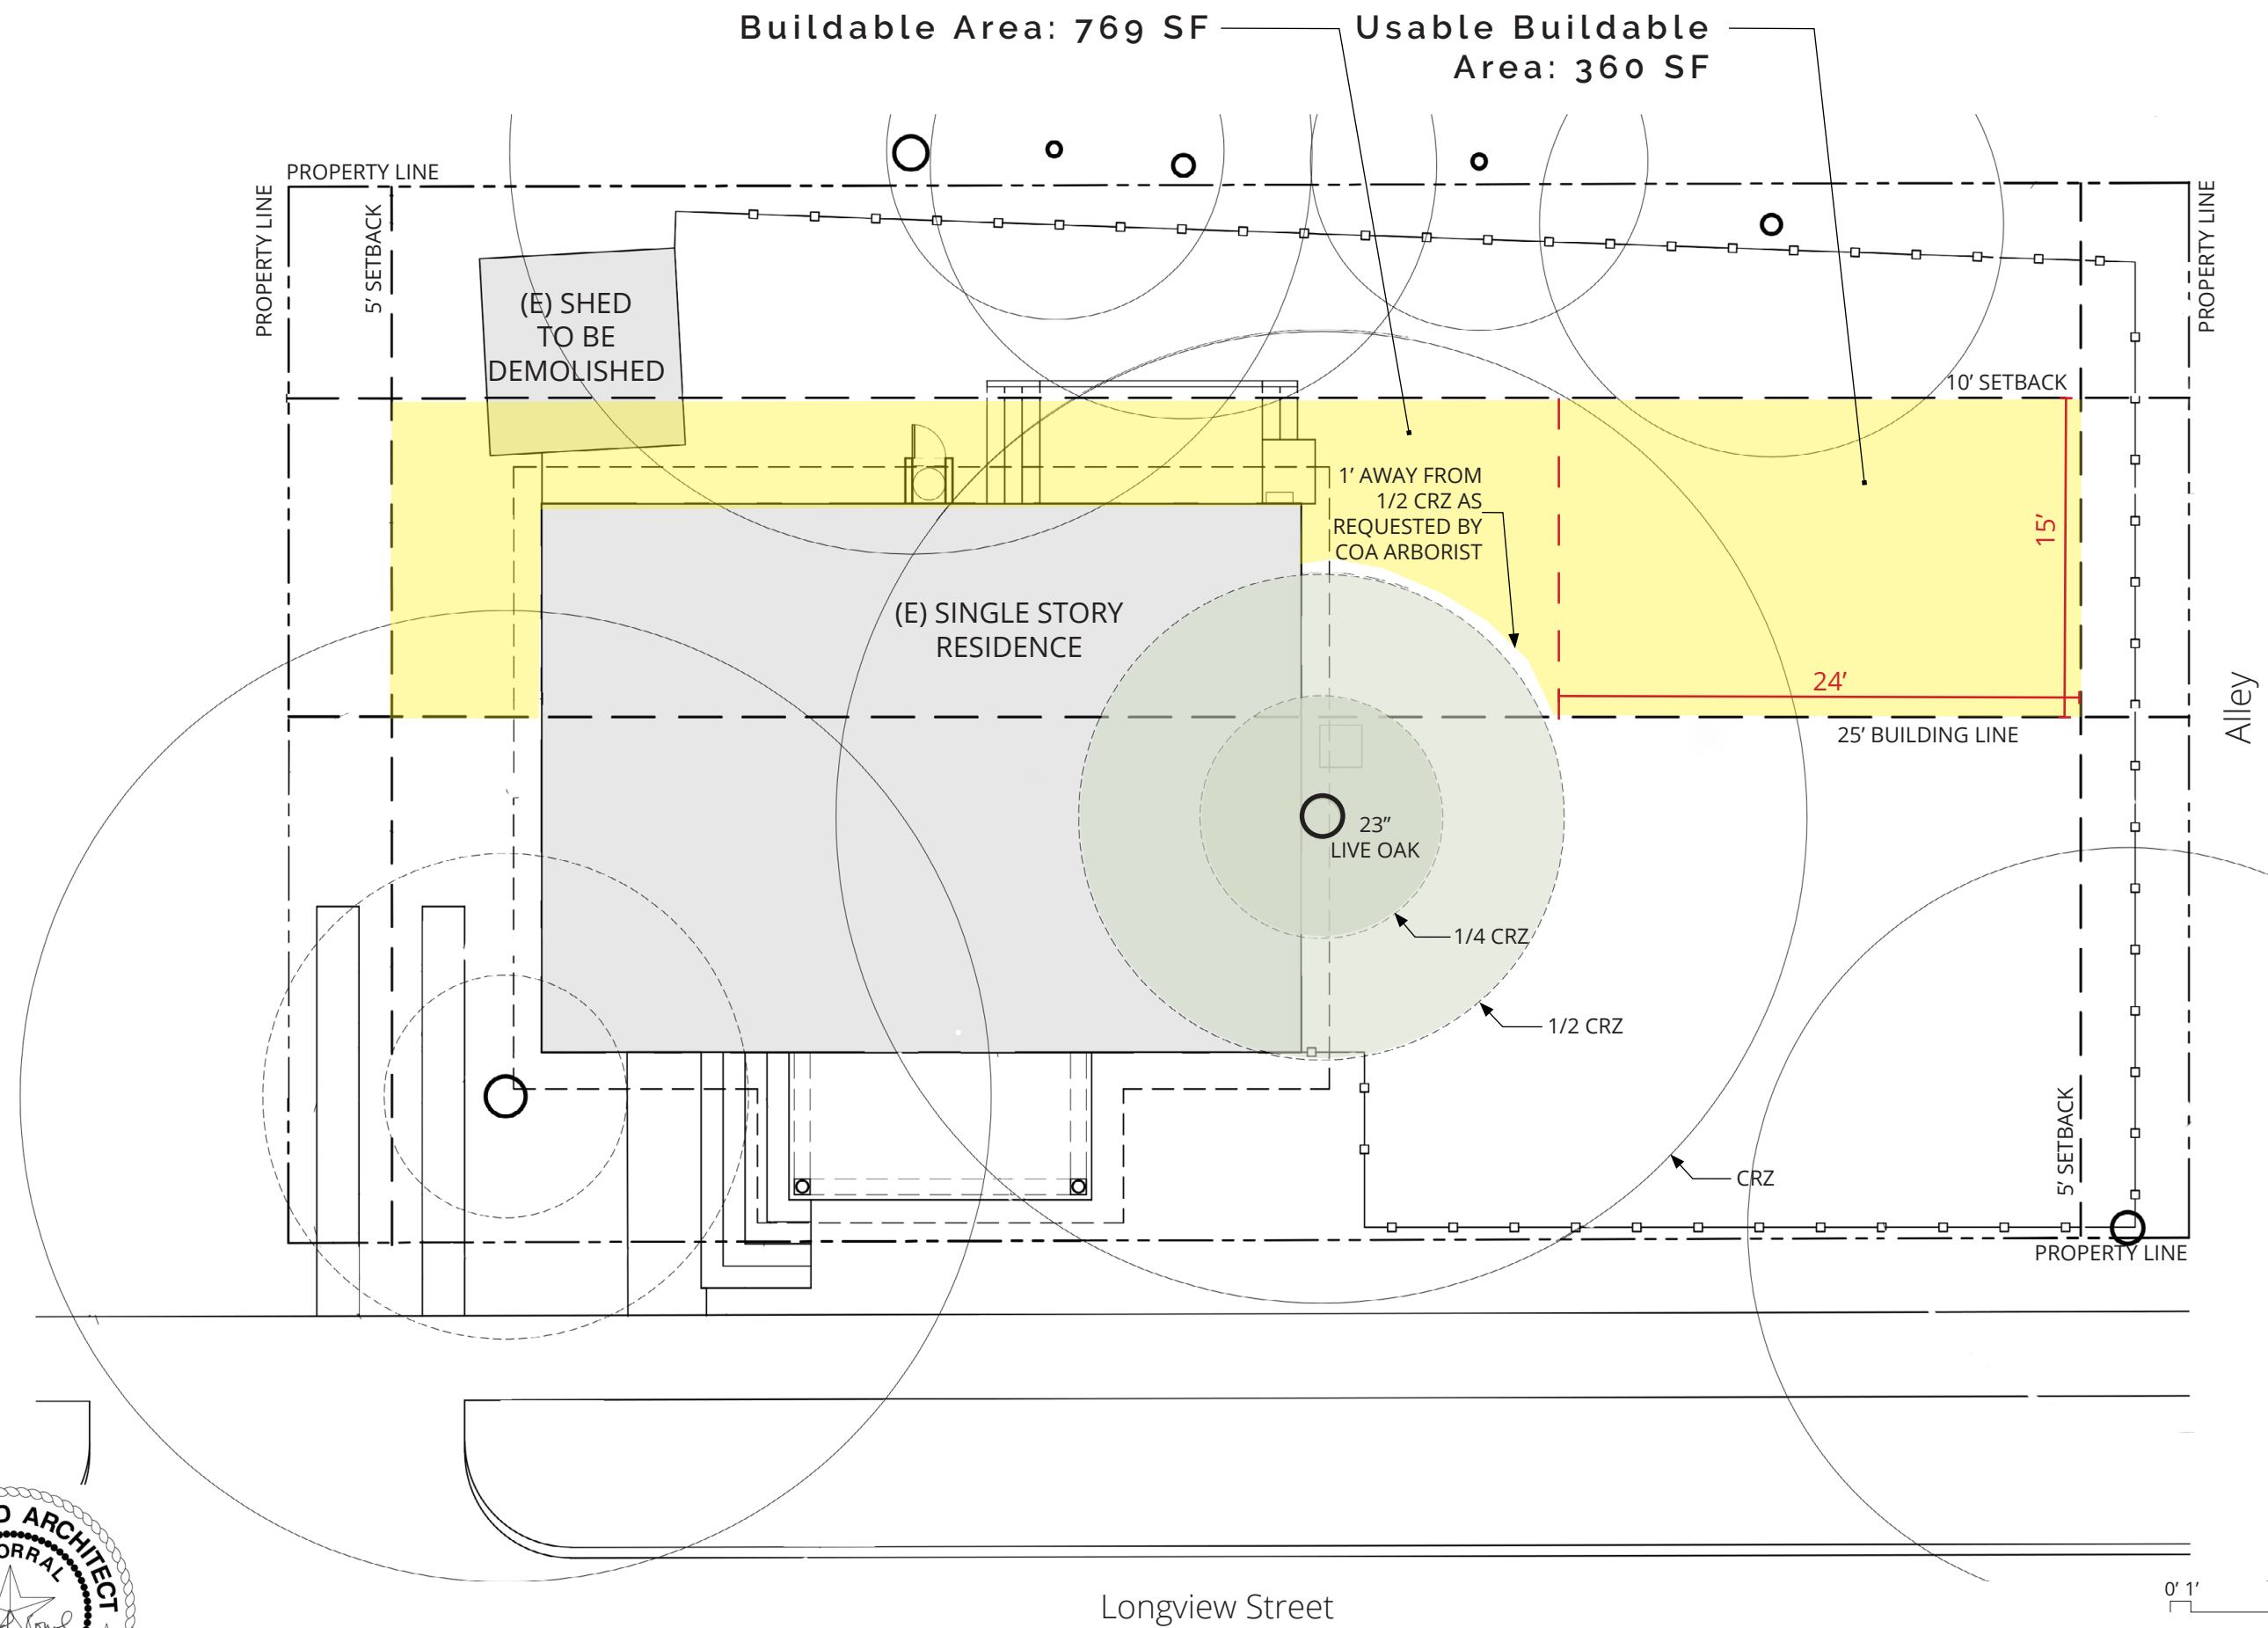 Buildable Area: 769 SF
Usable Buildable
Area: 360 SF
PROPERTY LINE
PROPERTY LINE
5’ SETBACK
PROPERTY LINE
(E) SHED
TO BE
DEMOLISHED
10’ SETBACK
1’ AWAY FROM
1/2 CRZ AS
REQUESTED BY
COA ARBORIST
15’
(E) SINGLE STORY
RESIDENCE
24’
Alley
25’ BUILDING LINE
23”
LIVE OAK
1/4 CRZ
1/2 CRZ
5’ SETBACK
CRZ
PROPERTY LINE
ARCHITECT
ORRAL
Longview Street
0’ 1’